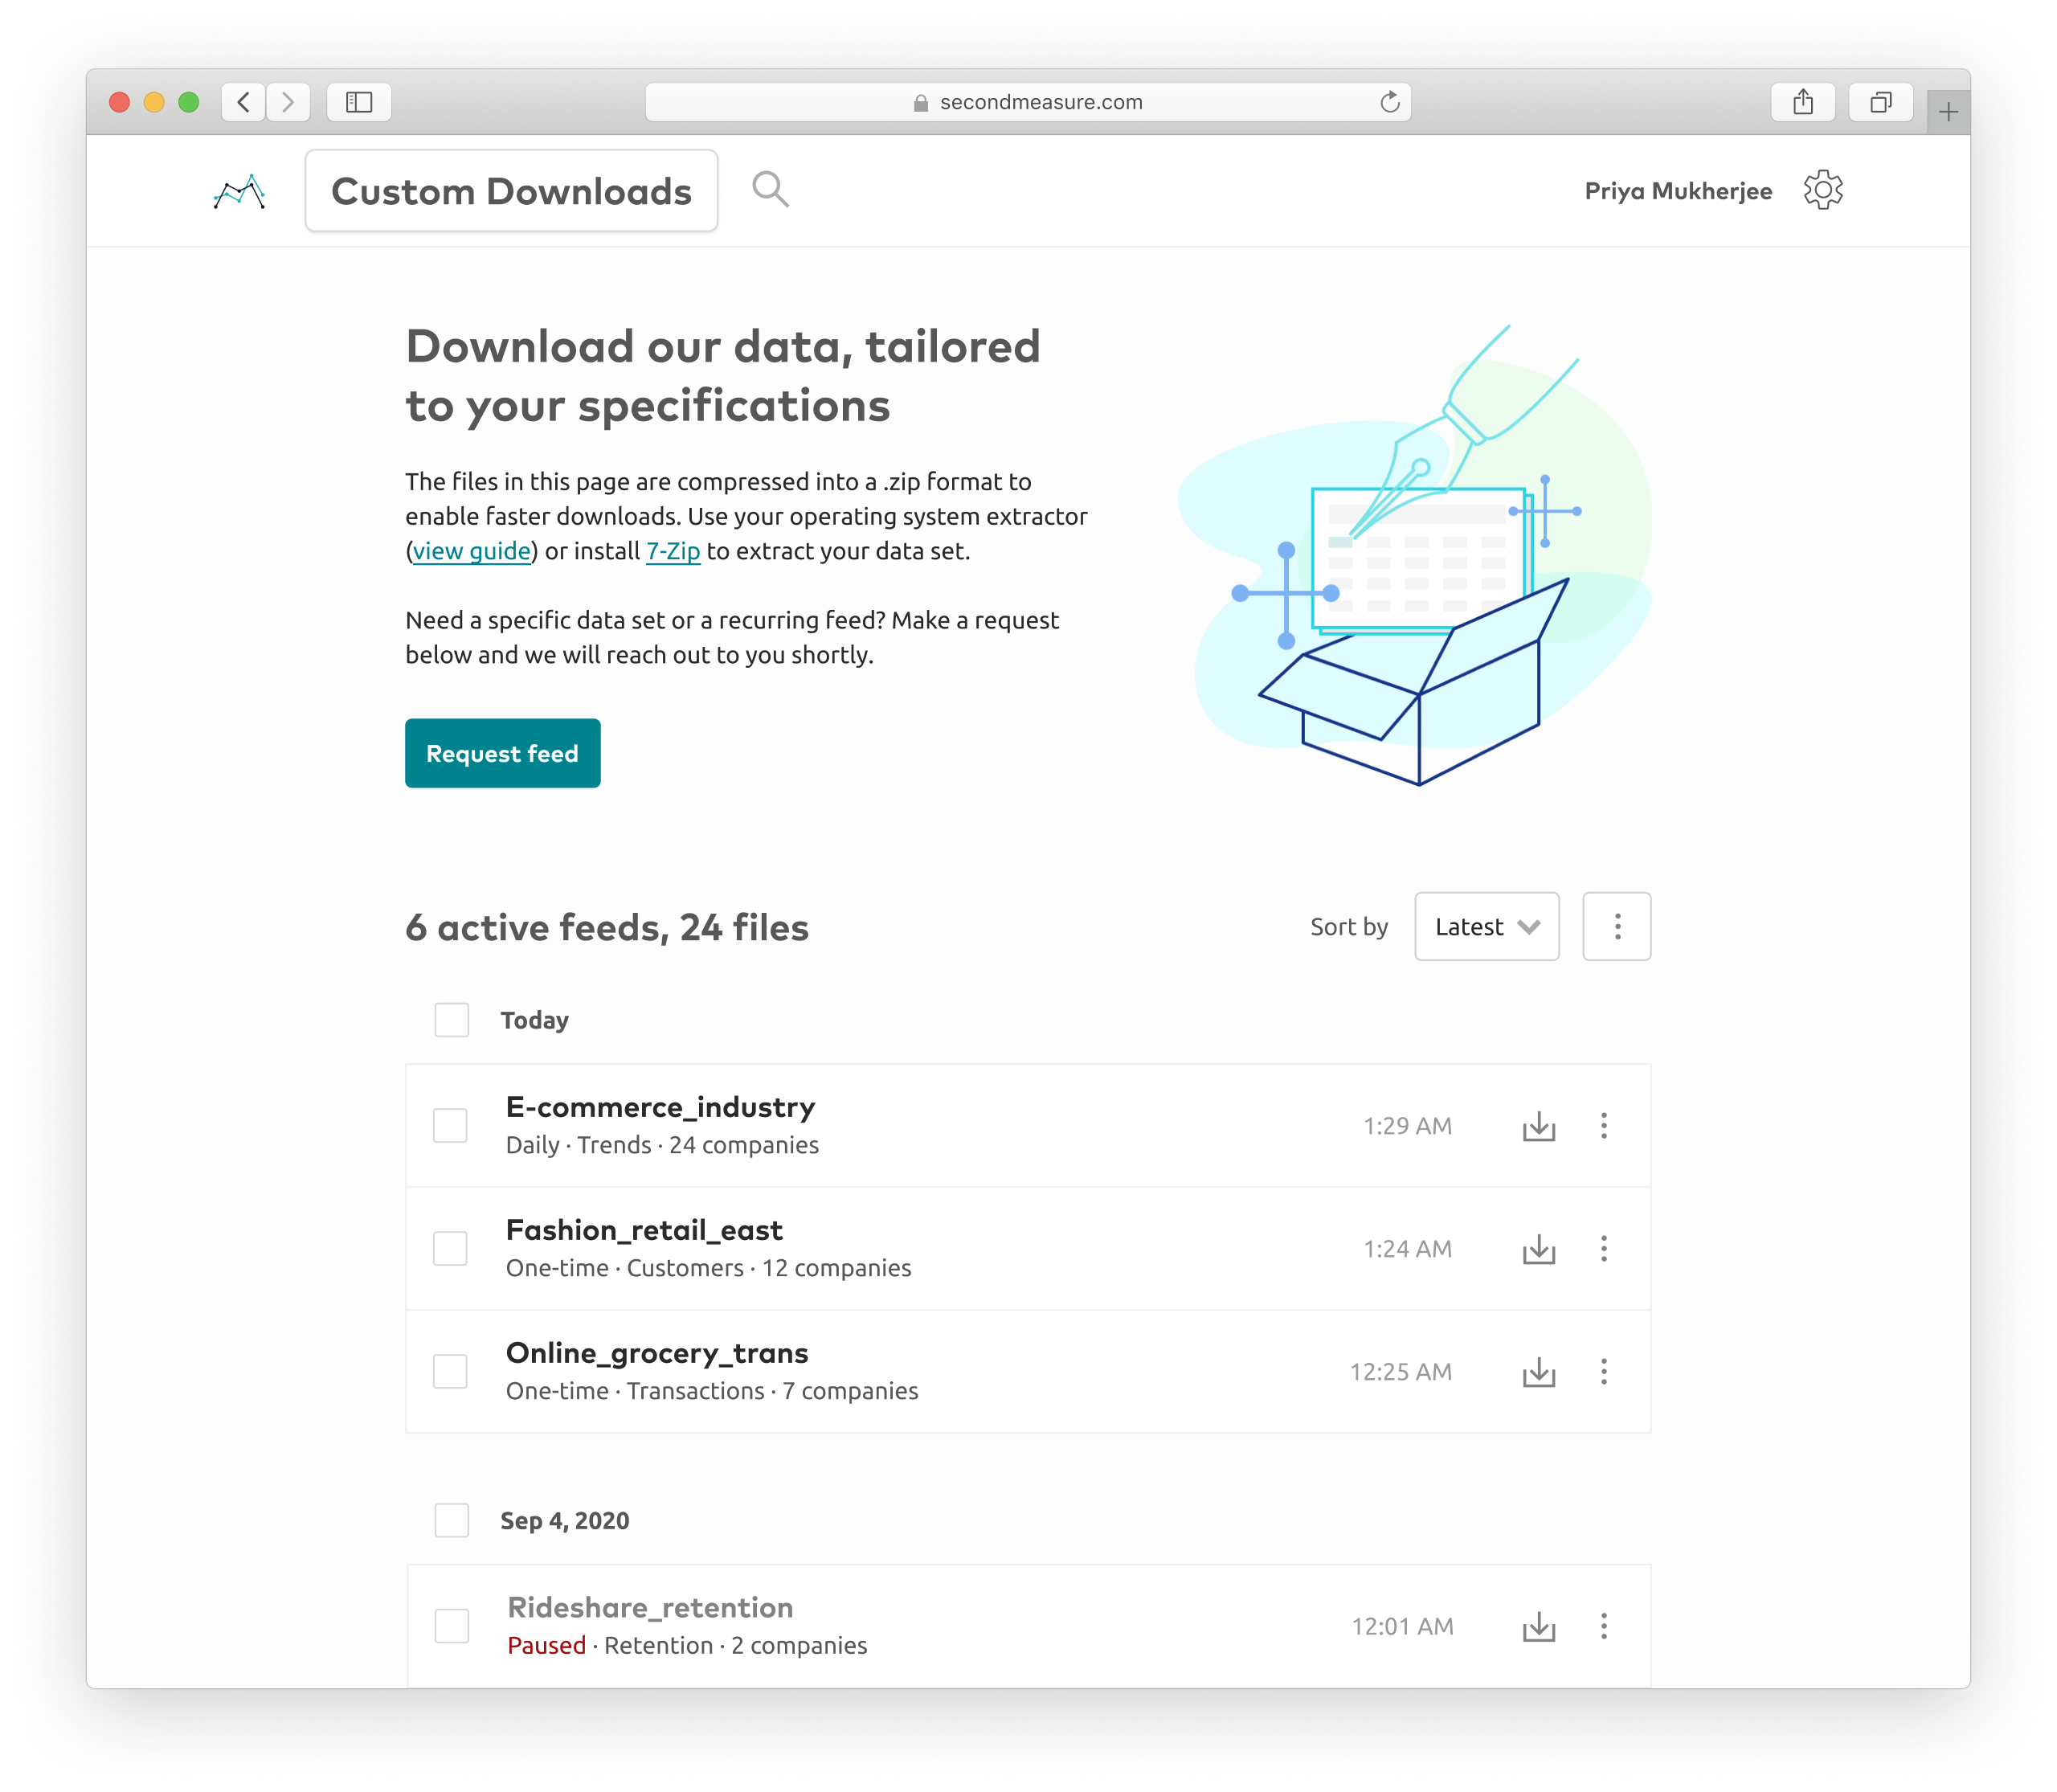 secondmeasure.com
Custom Downloads
Priya Mukherjee
Download our data, tailored
to your specifications
The files in this page are compressed into a .zip format to
enable faster downloads. Use your operating system extractor
(view guide) or install 7-Zip to extract your data set.
Need a specific data set or a recurring feed? Make a request
below and we will reach out to you shortly.
Request feed
6 active feeds, 24 files
Sort by
Latest
Today
E-commerce_industry
Daily · Trends · 24 companies
1:29 AM
Fashion_retail_east
One-time · Customers · 12 companies
1:24 AM
Online_grocery_trans
One-time · Transactions · 7 companies
12:25 AM
Sep 4, 2020
Rideshare_retention
Paused · Retention · 2 companies
12:01 AM